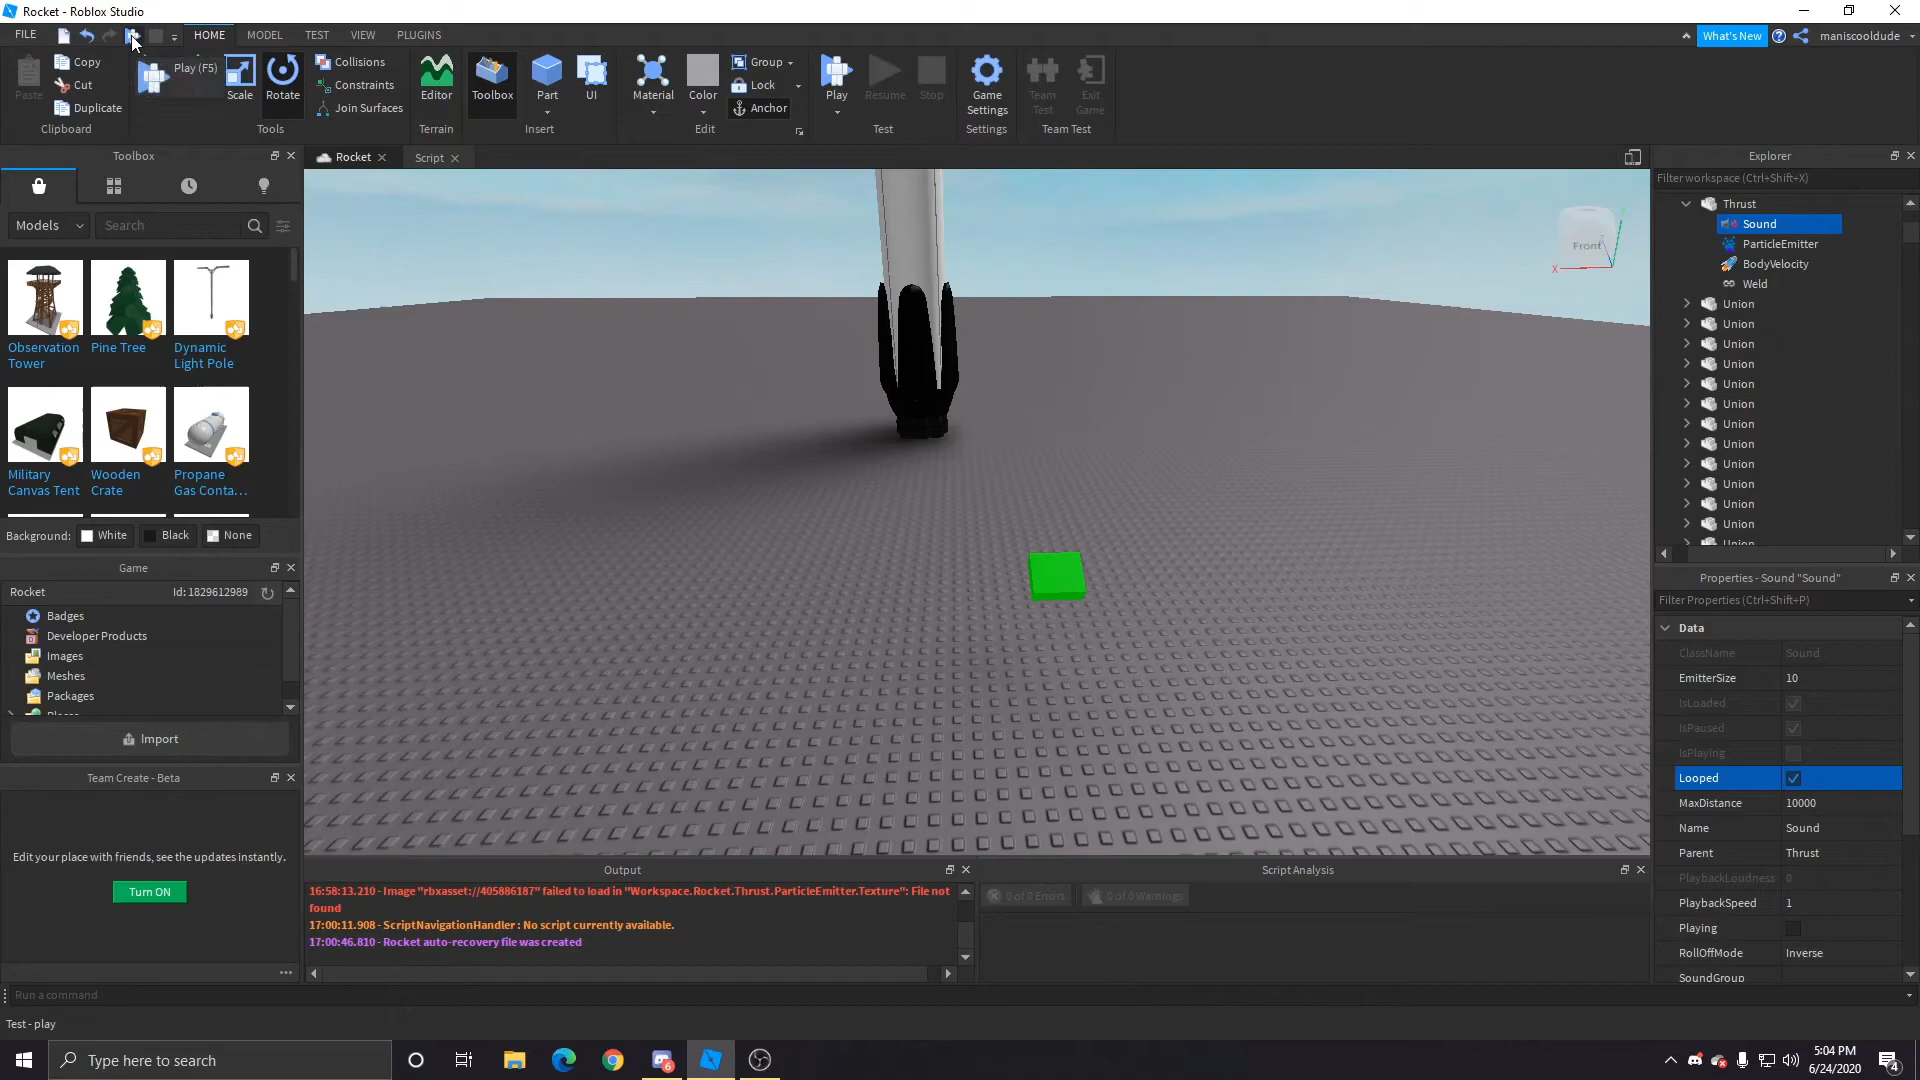 Rocket - Roblox Studio
FILE
HOME
MODEL
TEST
VIEW
PLUGINS
What's New
maniscooldude
Paste
Copy
Cut
Duplicate
Clipboard
Play (F5)
Scale
Rotate
Tools
Collisions
Constraints
Join Surfaces
Editor
Terrain
Toolbox
Part
UI
Insert
Material
Color
Group
Lock
Anchor
Edit
Play
Resume
Stop
Test
Game
Settings
Settings
Team
Test
Exit
Game
Team Test
Toolbox
Models
Search
Observation
Tower
Pine Tree
Dynamic
Light Pole
Military
Canvas Tent
Wooden
Crate
Propane
Gas Conta...
Background:
White
Black
None
Game
Rocket
Id: 1829612989
Badges
Developer Products
Images
Meshes
Packages
Import
Team Create - Beta
Edit your place with friends, see the updates instantly.
Turn ON
Rocket
Script
Front
X
Output
16:58:13.210 - Image "rbxasset://405886187" failed to load in "Workspace.Rocket.Thrust.ParticleEmitter.Texture": File not
found
17:00:11.908 - ScriptNavigationHandler : No script currently available.
17:00:46.810 - Rocket auto-recovery file was created
Script Analysis
0 of 0 Errors
0 of 0 Warnings
Explorer
Filter workspace (Ctrl+Shift+X)
Thrust
Sound
ParticleEmitter
BodyVelocity
Weld
Union
Union
Union
Union
Union
Union
Union
Union
Union
Union
Union
Union
Union
Properties - Sound "Sound"
Filter Properties (Ctrl+Shift+P)
Data
ClassName Sound
EmitterSize 10
IsLoaded
IsPaused
IsPlaying
Looped
MaxDistance 10000
Name Sound
Parent Thrust
PlaybackLoudness 0
PlaybackSpeed 1
Playing
RollOffMode Inverse
SoundGroup
Run a command
Test - play
Type here to search
6
5:04 PM
6/24/2020
4